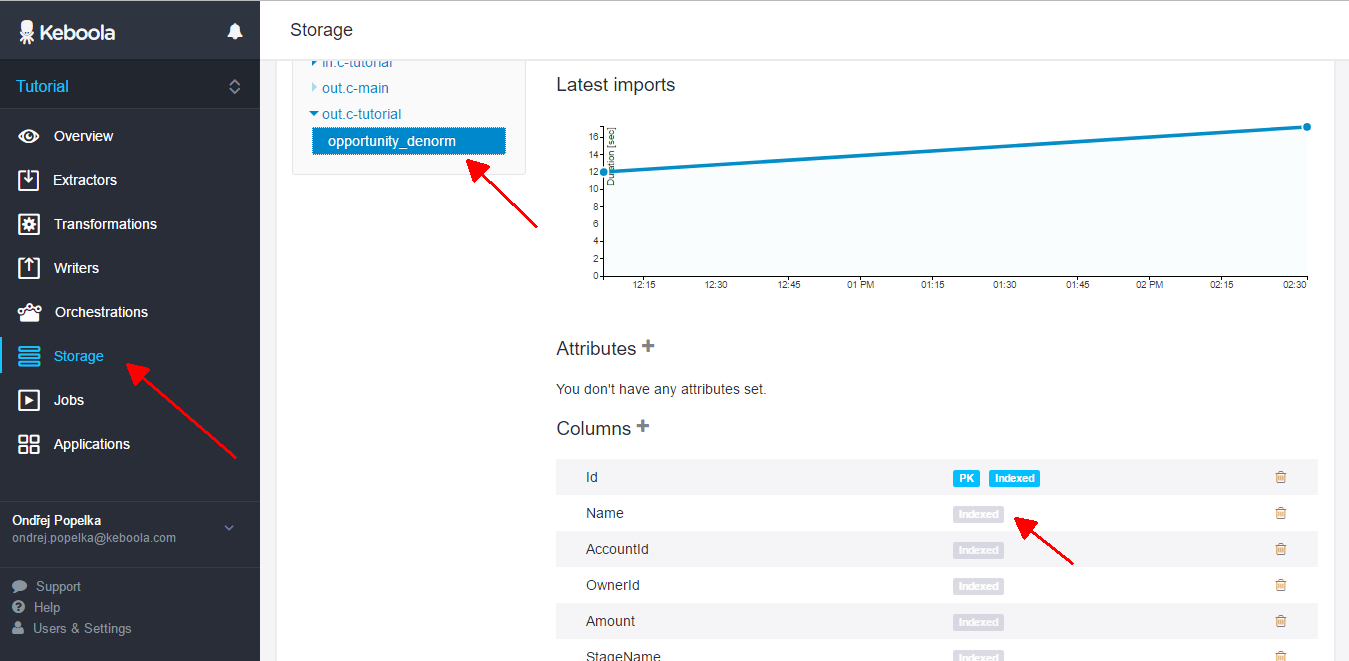 Keboola
Tutorial
Overview
Extractors
Transformations
Writers
Orchestrations
Storage
Jobs
Applications
Ondřej Popelka
ondrej.popelka@keboola.com
Support
Help
Users & Settings
Storage
in.c-tutorial
out.c-main
out.c-tutorial
opportunity_denorm
Latest imports
Duration [sec]
16
14
12
10
8
6
4
2
0
12:15 12:30 12:45 01 PM 01:15 01:30 01:45 02 PM 02:15 02:30
Attributes +
You don't have any attributes set.
Columns +
Id PK Indexed
Name Indexed
AccountId Indexed
OwnerId Indexed
Amount Indexed
StageName Indexed